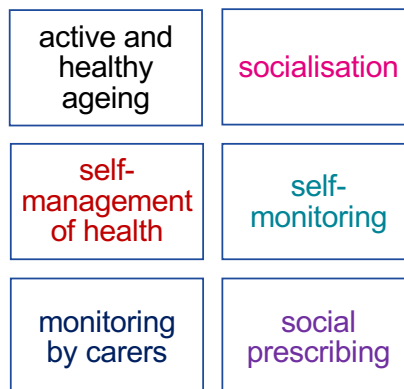 active and
healthy
ageing
socialisation
self-
management
of health
self-
monitoring
monitoring
by carers
social
prescribing